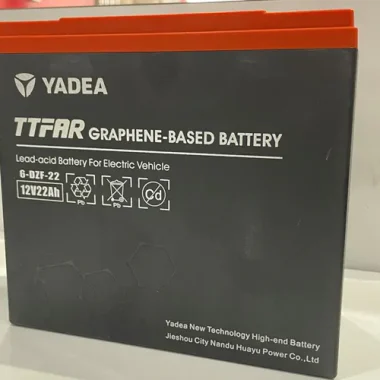 YADEA
TTFAR GRAPHENE-BASED BATTERY
Lead-acid Battery For Electric Vehicle
6-DZF-22
12V22Ah
Pb Pb Cd
Yadea New Technology High-end Battery
Jieshou City Nandu Huayu Power Co.,Ltd